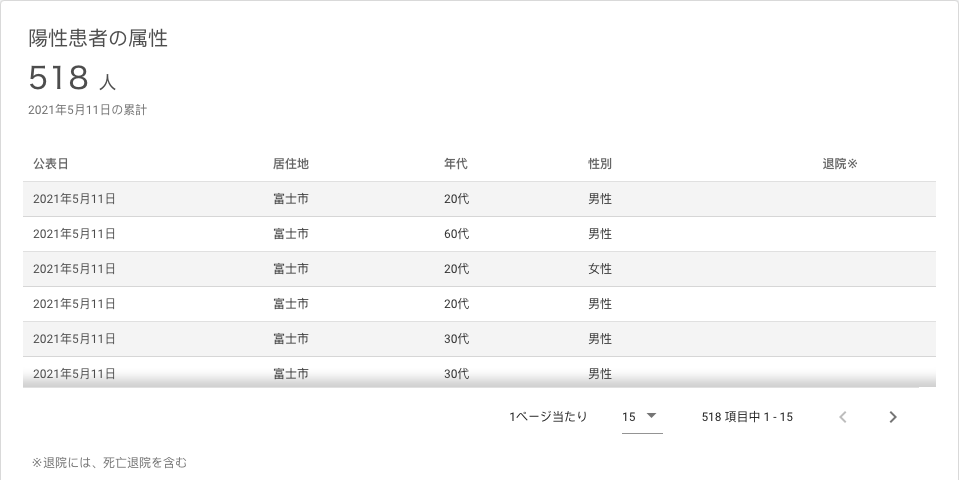 陽性患者の属性
518 人
2021年5月11日の累計
公表日 居住地 年代 性別 退院※
2021年5月11日 富士市 20代 男性
2021年5月11日 富士市 60代 男性
2021年5月11日 富士市 20代 女性
2021年5月11日 富士市 20代 男性
2021年5月11日 富士市 30代 男性
2021年5月11日 富士市 30代 男性
1ページ当たり 15 518 項目中 1 - 15
※退院には、死亡退院を含む